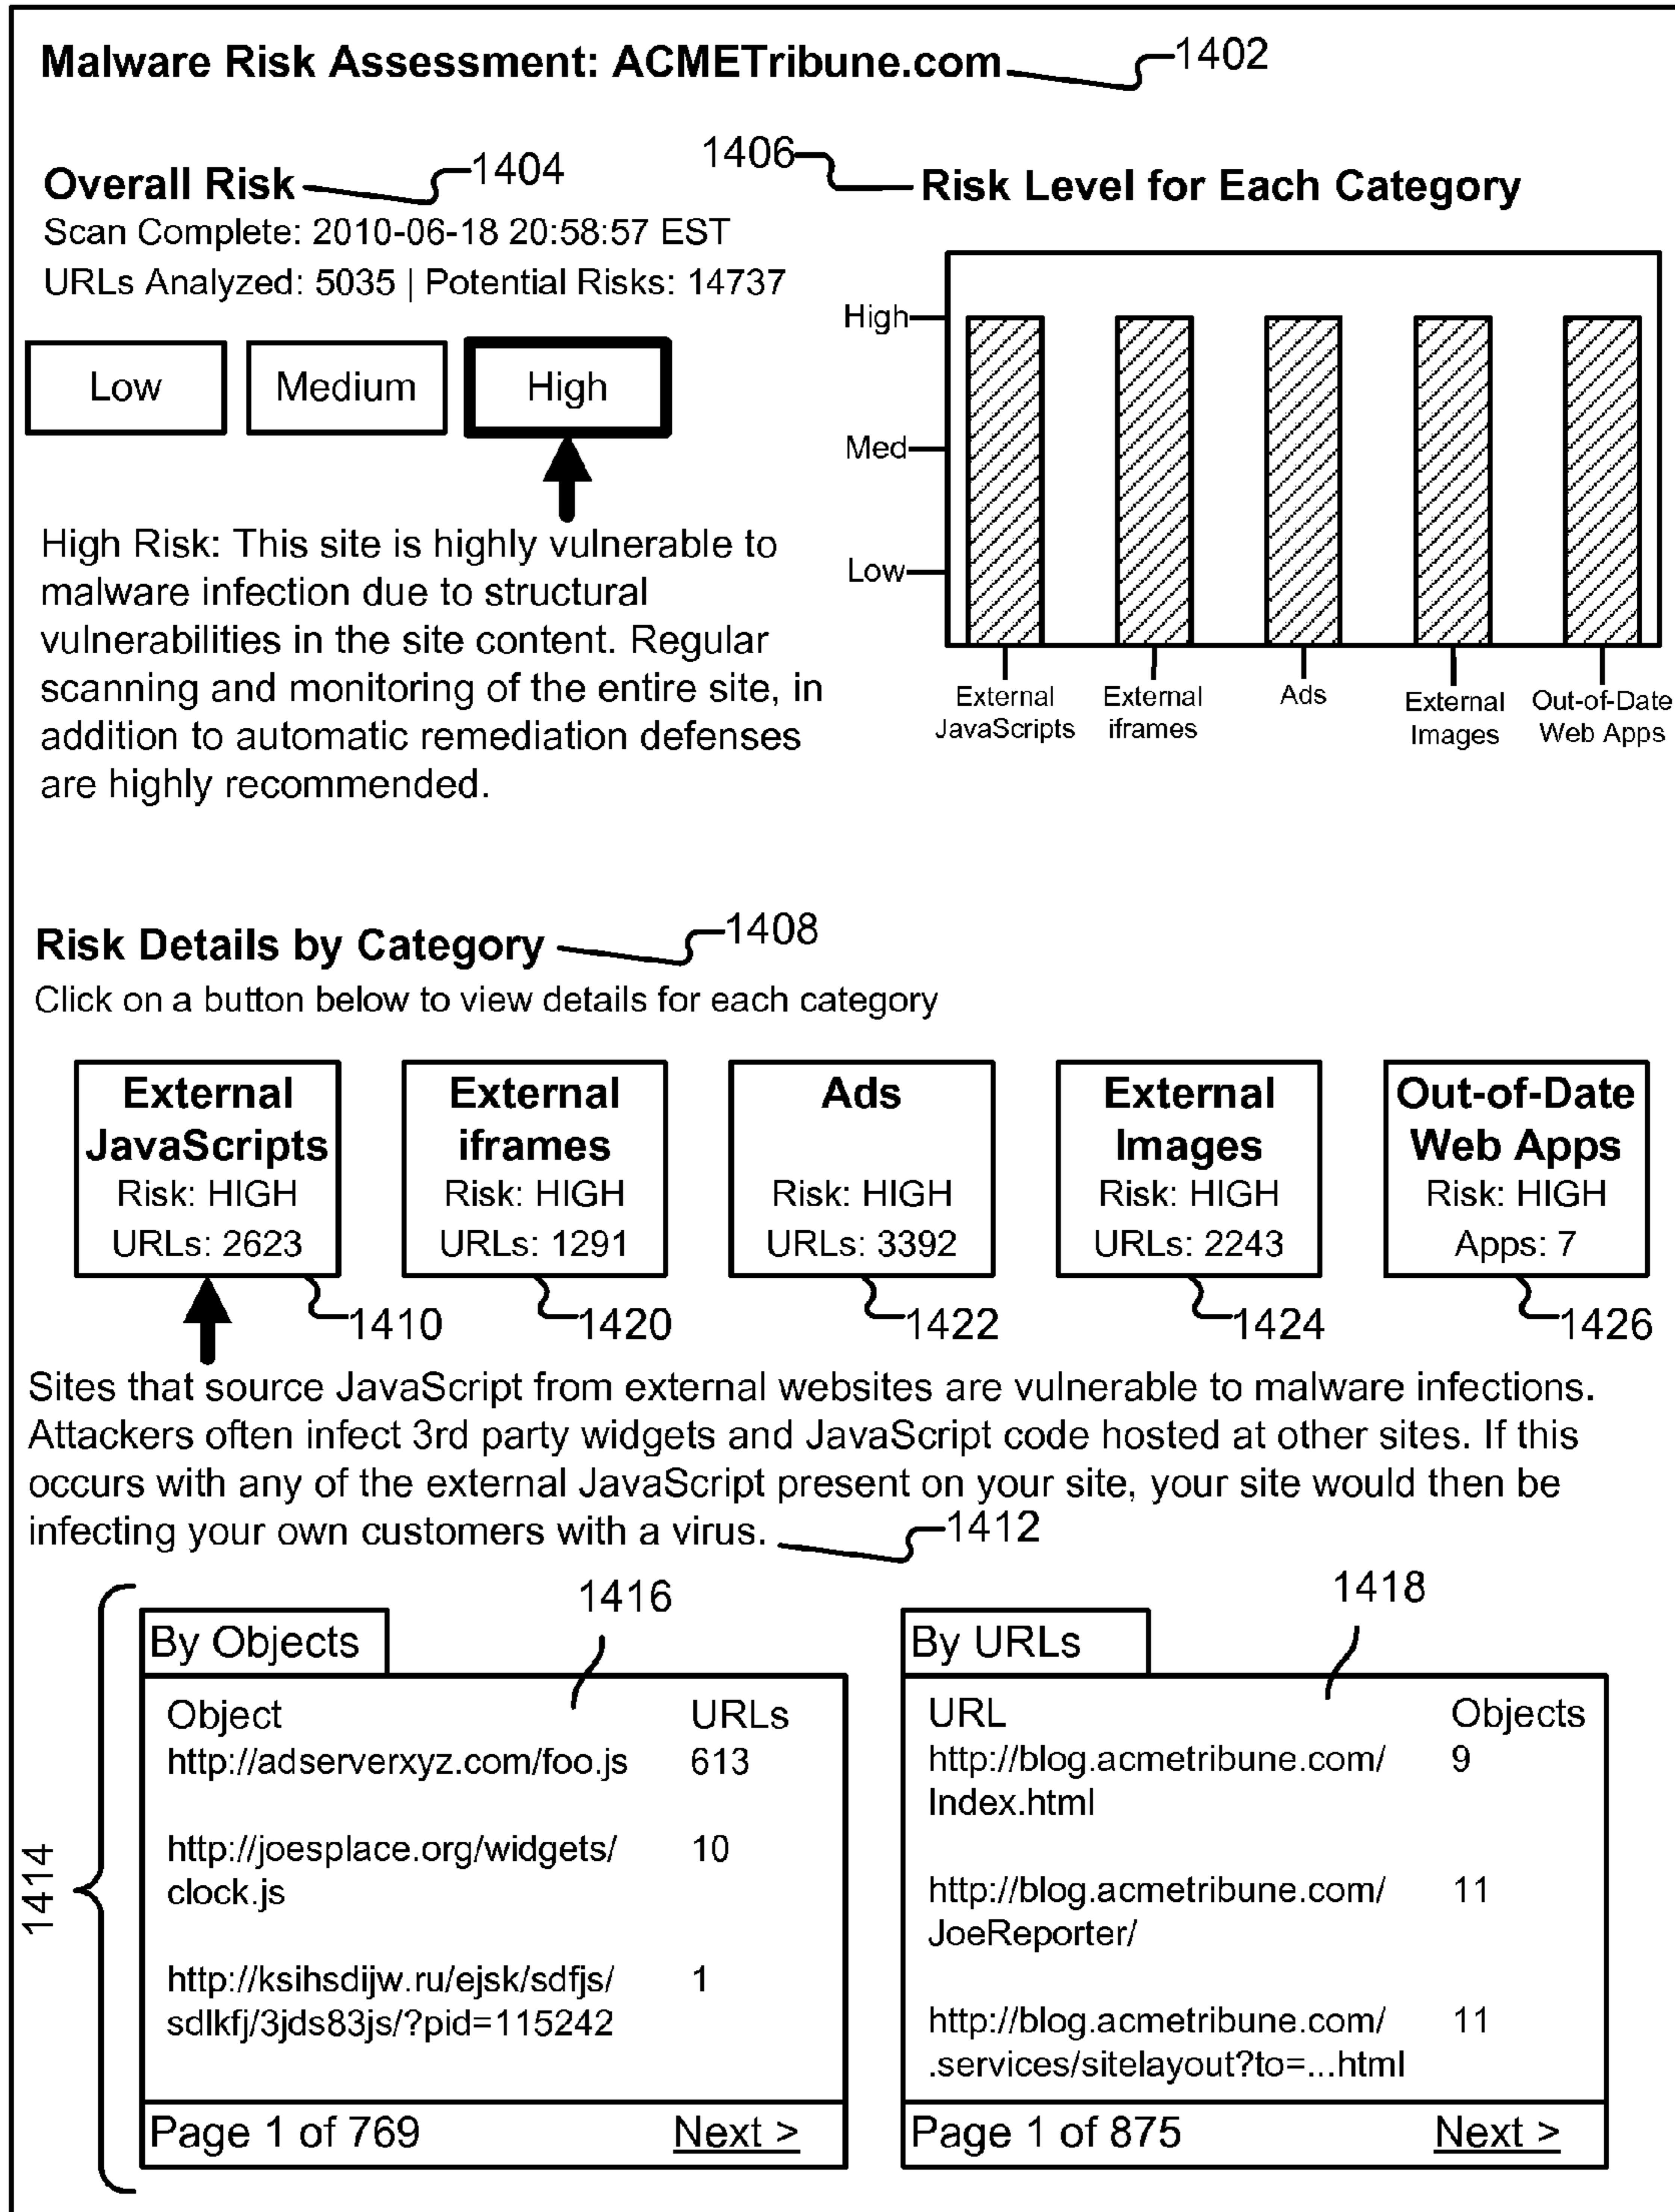 Malware Risk Assessment: ACMETribune.com
1402
Overall Risk
1404
Scan Complete: 2010-06-18 20:58:57 EST
URLs Analyzed: 5035 | Potential Risks: 14737
Low
Medium
High
High Risk: This site is highly vulnerable to
malware infection due to structural
vulnerabilities in the site content. Regular
scanning and monitoring of the entire site, in
addition to automatic remediation defenses
are highly recommended.
1406
Risk Level for Each Category
High
Med
Low
External
JavaScripts
External
iframes
Ads
External
Images
Out-of-Date
Web Apps
Risk Details by Category
1408
Click on a button below to view details for each category
External
JavaScripts
Risk: HIGH
URLs: 2623
1410
External
iframes
Risk: HIGH
URLs: 1291
1420
Ads
Risk: HIGH
URLs: 3392
1422
External
Images
Risk: HIGH
URLs: 2243
1424
Out-of-Date
Web Apps
Risk: HIGH
Apps: 7
1426
Sites that source JavaScript from external websites are vulnerable to malware infections.
Attackers often infect 3rd party widgets and JavaScript code hosted at other sites. If this
occurs with any of the external JavaScript present on your site, your site would then be
infecting your own customers with a virus.
1412
1414
1416
By Objects
Object URLs
http://adserverxyz.com/foo.js 613
http://joesplace.org/widgets/ 10
clock.js
http://ksihsdijw.ru/ejsk/sdfjs/ 1
sdlkfj/3jds83js/?pid=115242
Page 1 of 769 Next >
1418
By URLs
URL Objects
http://blog.acmetribune.com/ 9
Index.html
http://blog.acmetribune.com/ 11
JoeReporter/
http://blog.acmetribune.com/ 11
.services/sitelayout?to=...html
Page 1 of 875 Next >